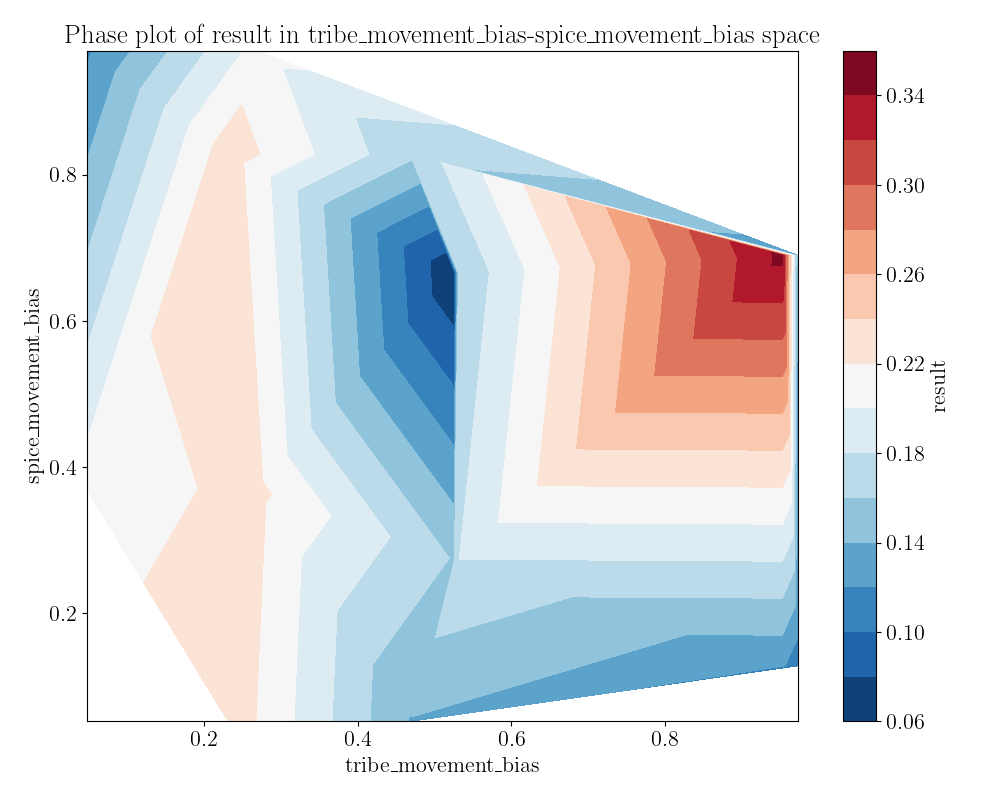 Phase plot of result in tribe_movement_bias-spice_movement_bias space
0.34
0.30
0.26
0.22
0.18
0.14
0.10
0.06
result
0.8
0.6
0.4
0.2
spice_movement_bias
0.2 0.4 0.6 0.8
tribe_movement_bias